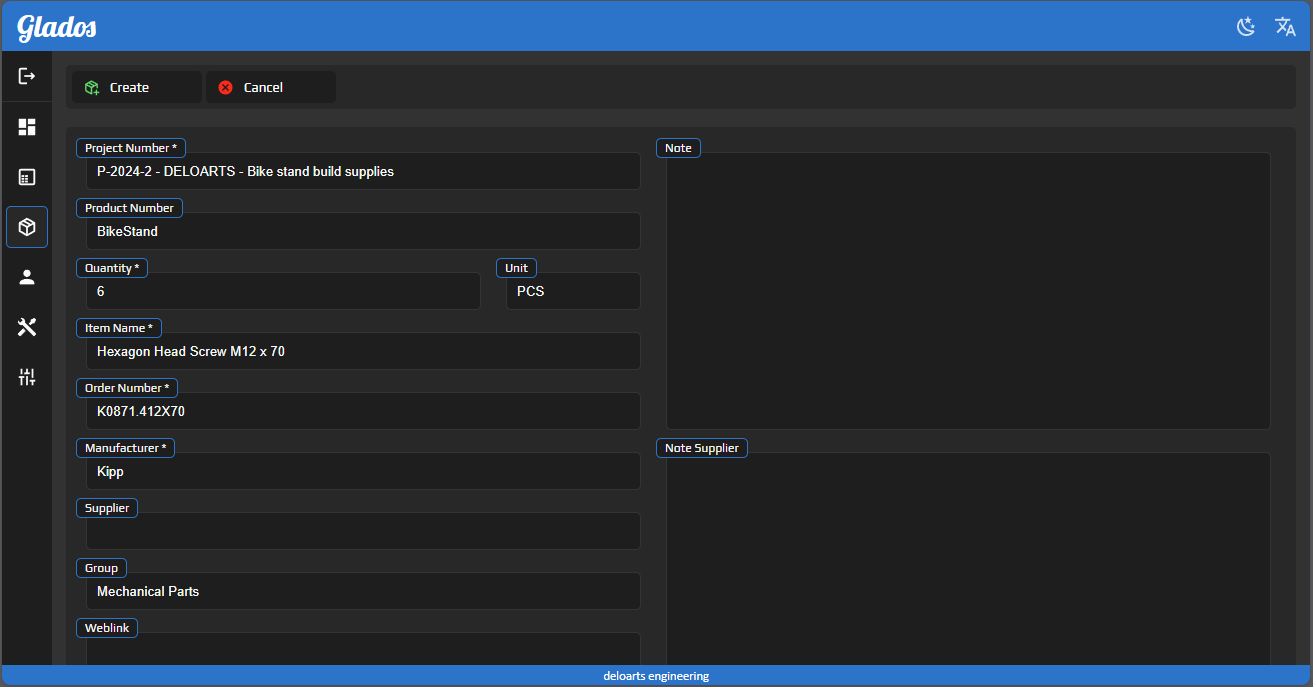 Glados
Create
Cancel
Project Number *
P-2024-2 - DELOARTS - Bike stand build supplies
Product Number
BikeStand
Quantity *
6
Unit
PCS
Item Name *
Hexagon Head Screw M12 x 70
Order Number *
K0871.412X70
Manufacturer *
Kipp
Supplier
Group
Mechanical Parts
Weblink
Note
Note Supplier
deloarts engineering